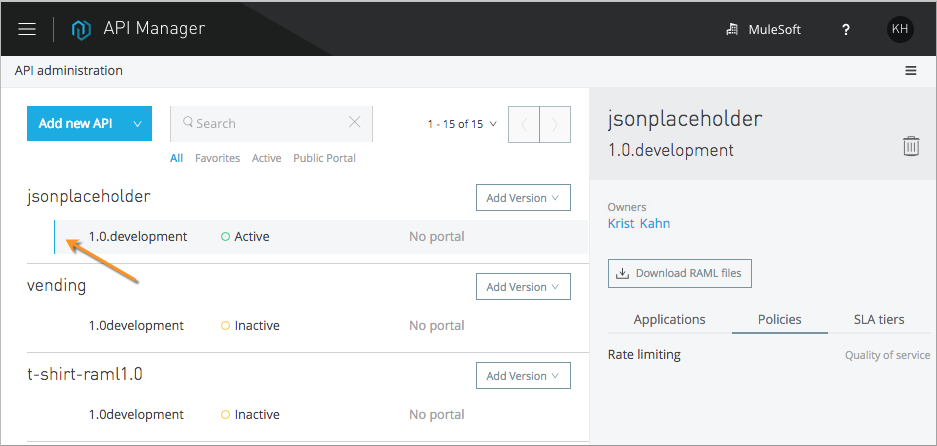 API Manager
MuleSoft
?
KH
API administration
Add new API
Search
1 - 15 of 15
All Favorites Active Public Portal
jsonplaceholder
Add Version
1.0.development Active No portal
vending
Add Version
1.0development Inactive No portal
t-shirt-raml1.0
Add Version
1.0development Inactive No portal
jsonplaceholder
1.0.development
Owners
Krist Kahn
Download RAML files
Applications Policies SLA tiers
Rate limiting Quality of service